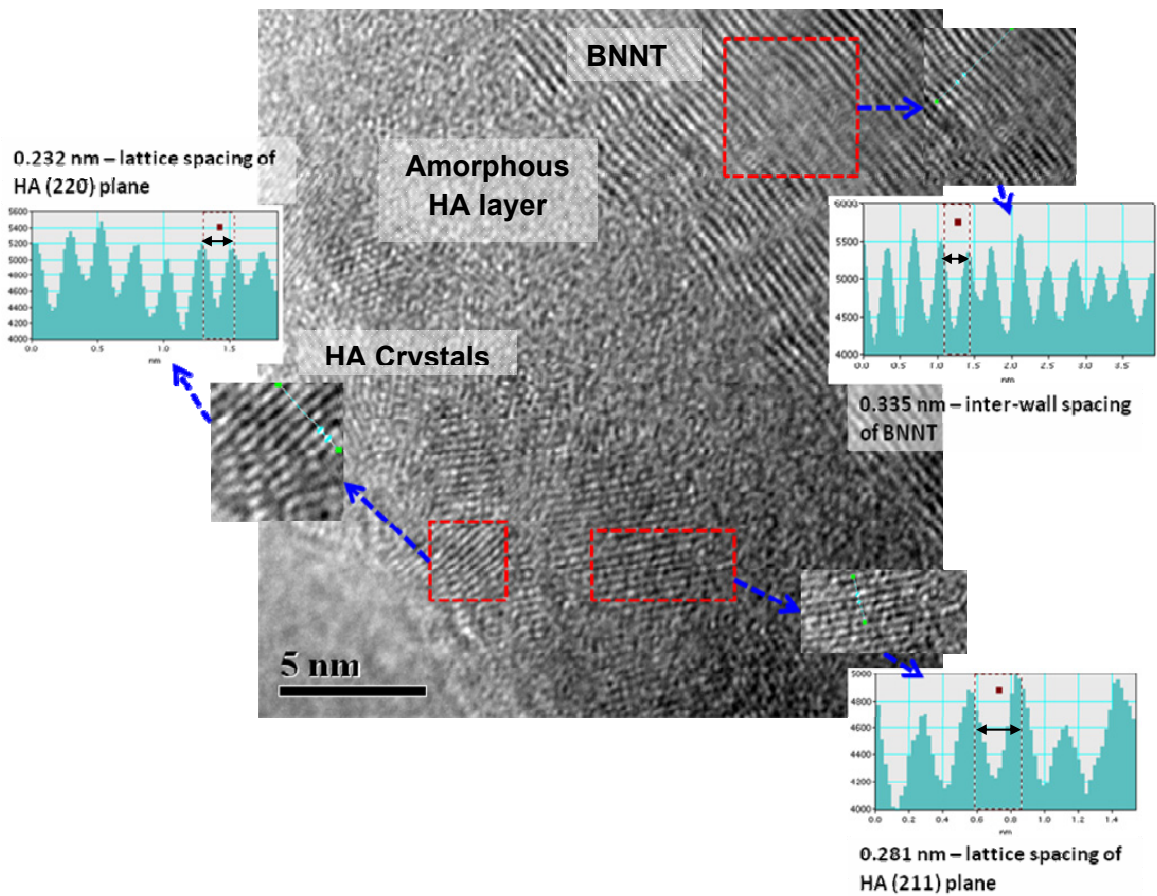 BNNT
Amorphous
HA layer
HA Crystals
5 nm
0.232 nm – lattice spacing of
HA (220) plane
5600
5400
5200
5000
4800
4600
4400
4200
4000
0.0 0.5 1.0 1.5
nm
6000
5500
5000
4500
4000
0.0 0.5 1.0 1.5 2.0 2.5 3.0 3.5
nm
0.335 nm – inter-wall spacing
of BNNT
5000
4800
4600
4400
4200
4000
0.0 0.2 0.4 0.6 0.8 1.0 1.2 1.4
nm
0.281 nm – lattice spacing of
HA (211) plane